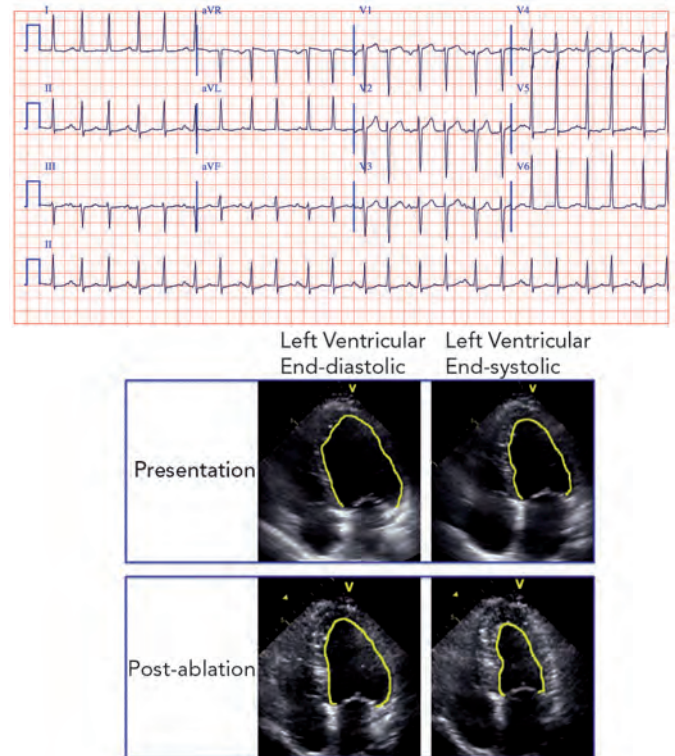 I aVR V1 V4
II aVL V2 V5
III aVF V3 V6
II
Left Ventricular End-diastolic
Left Ventricular End-systolic
V V
Presentation
Post-ablation
V V